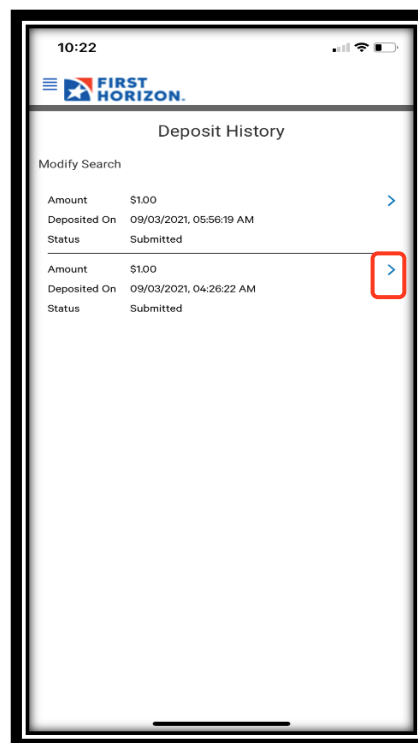 10:22
FIRST
HORIZON.
Deposit History
Modify Search
Amount $1.00
Deposited On 09/03/2021, 05:56:19 AM
Status Submitted
Amount $1.00
Deposited On 09/03/2021, 04:26:22 AM
Status Submitted